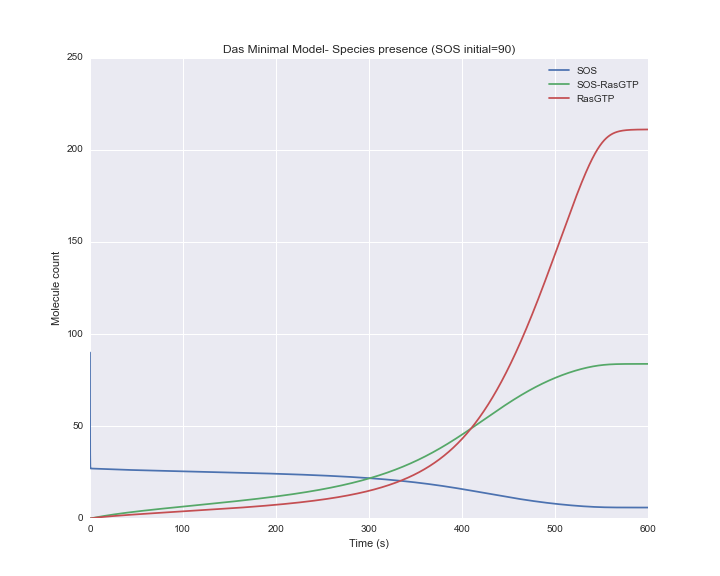 Das Minimal Model- Species presence (SOS initial=90)
250
SOS
SOS-RasGTP
RasGTP
200
150
Molecule count
100
50
0
0 100 200 300 400 500 600
Time (s)